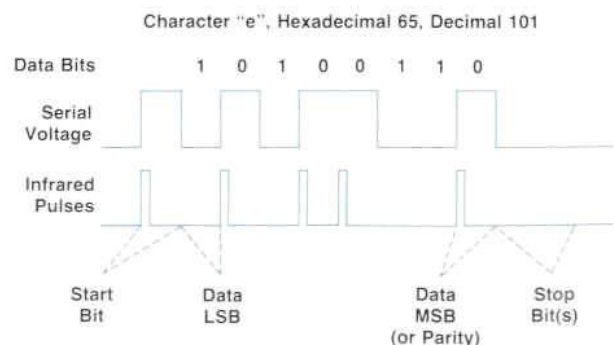 Character “e”, Hexadecimal 65, Decimal 101
Data Bits 1 0 1 0 0 1 1 0
Serial
Voltage
Infrared
Pulses
Start
Bit
Data
LSB
Data
MSB
(or Parity)
Stop
Bit(s)